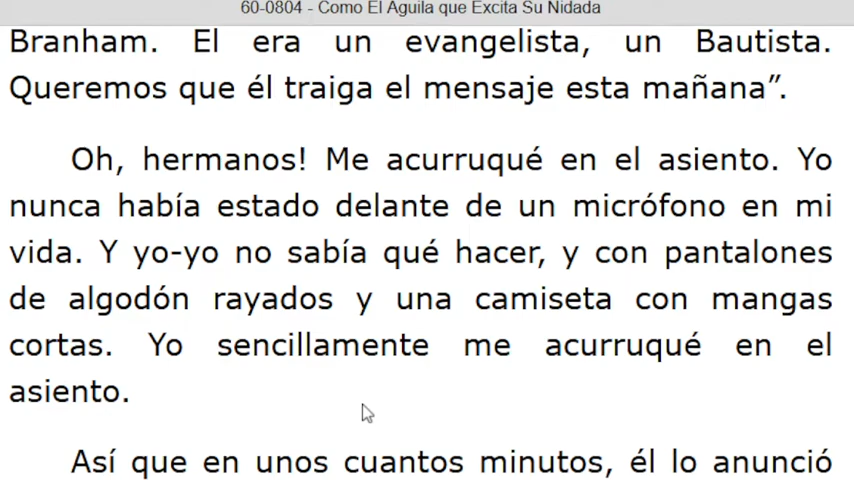 60-0804 - Como El Aguila que Excita Su Nidada
Branham. El era un evangelista, un Bautista.
Queremos que él traiga el mensaje esta mañana”.
Oh, hermanos! Me acurruqué en el asiento. Yo
nunca había estado delante de un micrófono en mi
vida. Y yo-yo no sabía qué hacer, y con pantalones
de algodón rayados y una camiseta con mangas
cortas. Yo sencillamente me acurruqué en el
asiento.
Así que en unos cuantos minutos, él lo anunció